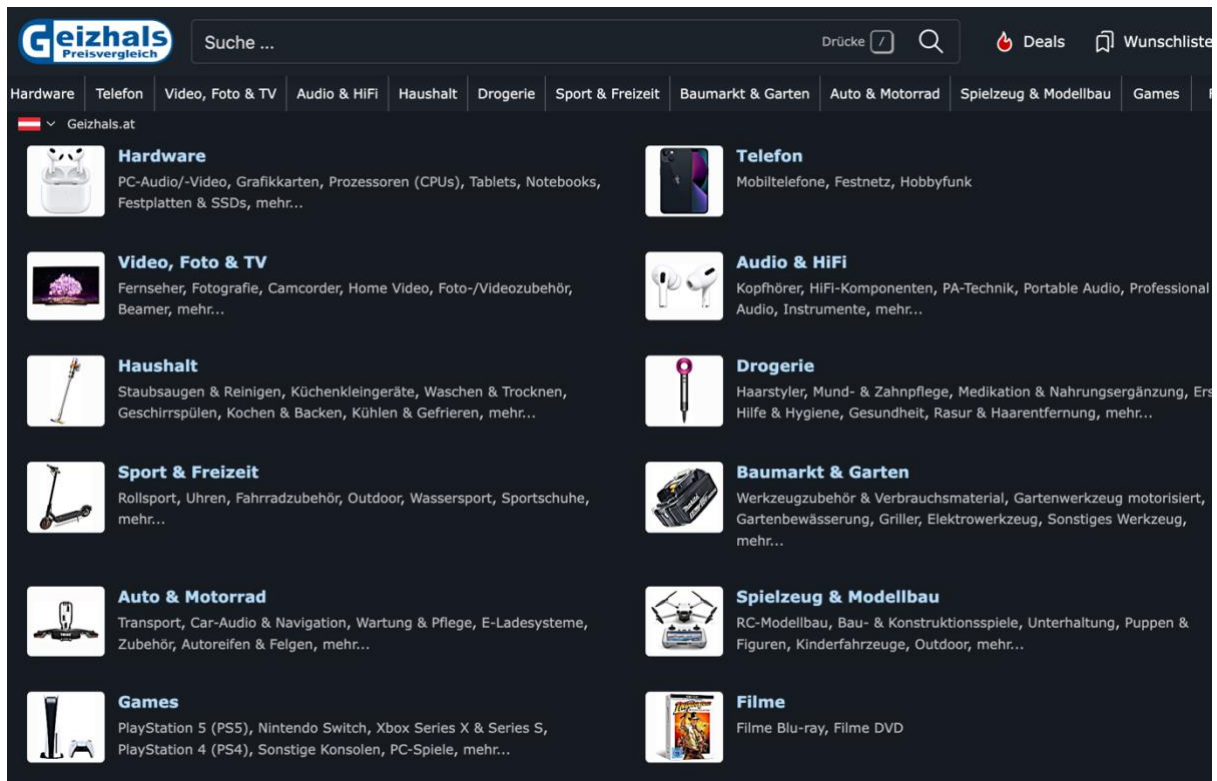 Geizhals
Preisvergleich
Suche ...
Drücke /
Deals
Wunschliste
Hardware Telefon Video, Foto & TV Audio & HiFi Haushalt Drogerie Sport & Freizeit Baumarkt & Garten Auto & Motorrad Spielzeug & Modellbau Games
Geizhals.at
Hardware
PC-Audio/-Video, Grafikkarten, Prozessoren (CPUs), Tablets, Notebooks,
Festplatten & SSDs, mehr...
Telefon
Mobiltelefone, Festnetz, Hobbyfunk
Video, Foto & TV
Fernseher, Fotografie, Camcorder, Home Video, Foto-/Videozubehör,
Beamer, mehr...
Audio & HiFi
Kopfhörer, HiFi-Komponenten, PA-Technik, Portable Audio, Professional
Audio, Instrumente, mehr...
Haushalt
Staubsaugen & Reinigen, Küchenkleingeräte, Waschen & Trocknen,
Geschirrspülen, Kochen & Backen, Kühlen & Gefrieren, mehr...
Drogerie
Haarstyler, Mund- & Zahnpflege, Medikation & Nahrungsergänzung, Ers
Hilfe & Hygiene, Gesundheit, Rasur & Haarentfernung, mehr...
Sport & Freizeit
Rollsport, Uhren, Fahrradzubehör, Outdoor, Wassersport, Sportschuhe,
mehr...
Baumarkt & Garten
Werkzeugzubehör & Verbrauchsmaterial, Gartenwerkzeug motorisiert,
Gartenbewässerung, Griller, Elektrowerkzeug, Sonstiges Werkzeug,
mehr...
Auto & Motorrad
Transport, Car-Audio & Navigation, Wartung & Pflege, E-Ladesysteme,
Zubehör, Autoreifen & Felgen, mehr...
Spielzeug & Modellbau
RC-Modellbau, Bau- & Konstruktionsspiele, Unterhaltung, Puppen &
Figuren, Kinderfahrzeuge, Outdoor, mehr...
Games
PlayStation 5 (PS5), Nintendo Switch, Xbox Series X & Series S,
PlayStation 4 (PS4), Sonstige Konsolen, PC-Spiele, mehr...
Filme
Filme Blu-ray, Filme DVD